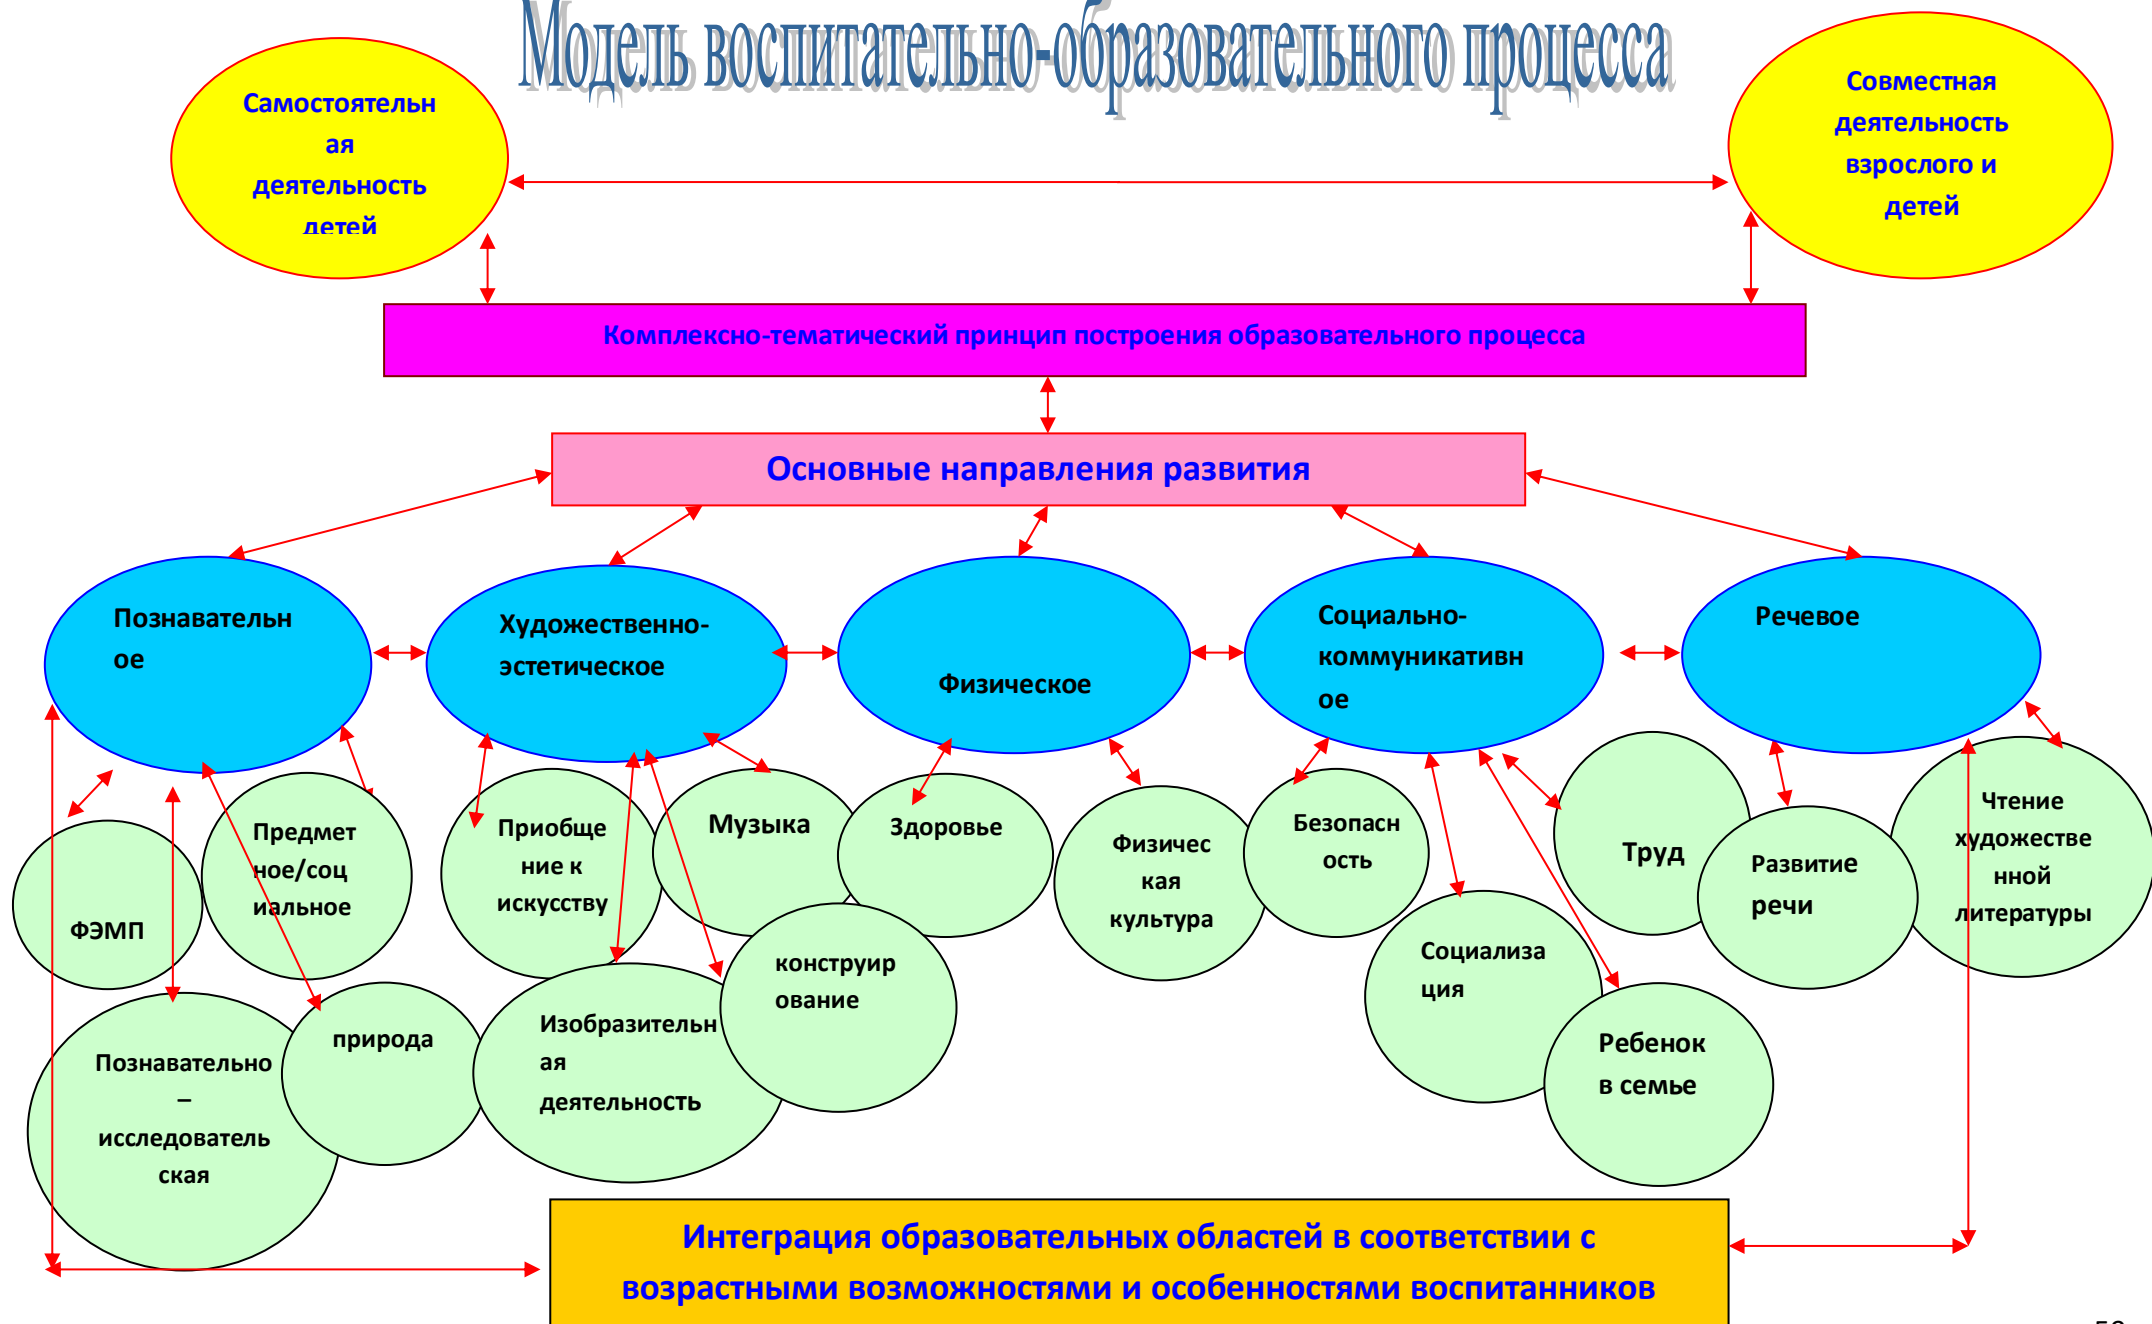 Модель воспитательно-образовательного процесса
Самостоятельн
ая
деятельность
детей
Совместная
деятельность
взрослого и
детей
Комплексно-тематический принцип построения образовательного процесса
Основные направления развития
Познавательн
ое
Художественно-
эстетическое
Физическое
Социально-
коммуникативн
ое
Речевое
ФЭМП
Предмет
ное/соц
иальное
Познавательно
–
исследователь
ская
природа
Приобще
ние к
искусству
Музыка
Изобразительн
ая
деятельность
конструир
ование
Здоровье
Физичес
кая
культура
Безопасн
ость
Социализа
ция
Ребенок
в семье
Труд
Развитие
речи
Чтение
художестве
нной
литературы
Интеграция образовательных областей в соответствии с
возрастными возможностями и особенностями воспитанников